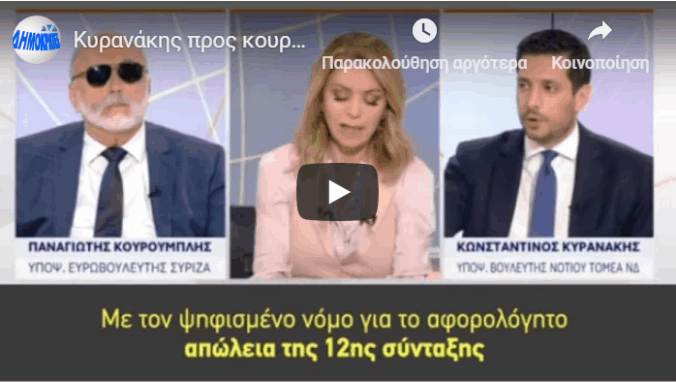 ΔΗΜΟΚΡΑΤΙΑ
Κυρανάκης προς κουρ...
Παρακολούθηση αργότερα
Κοινοποίηση
ΠΑΝΑΓΙΩΤΗΣ ΚΟΥΡΟΥΜΠΛΗΣ
ΥΠΟΨ. ΕΥΡΩΒΟΥΛΕΥΤΗΣ ΣΥΡΙΖΑ
ΚΩΝΣΤΑΝΤΙΝΟΣ ΚΥΡΑΝΑΚΗΣ
ΥΠΟΨ. ΒΟΥΛΕΥΤΗΣ ΝΟΤΙΟΥ ΤΟΜΕΑ ΝΔ
Με τον ψηφισμένο νόμο για το αφορολόγητο
απώλεια της 12ης σύνταξης